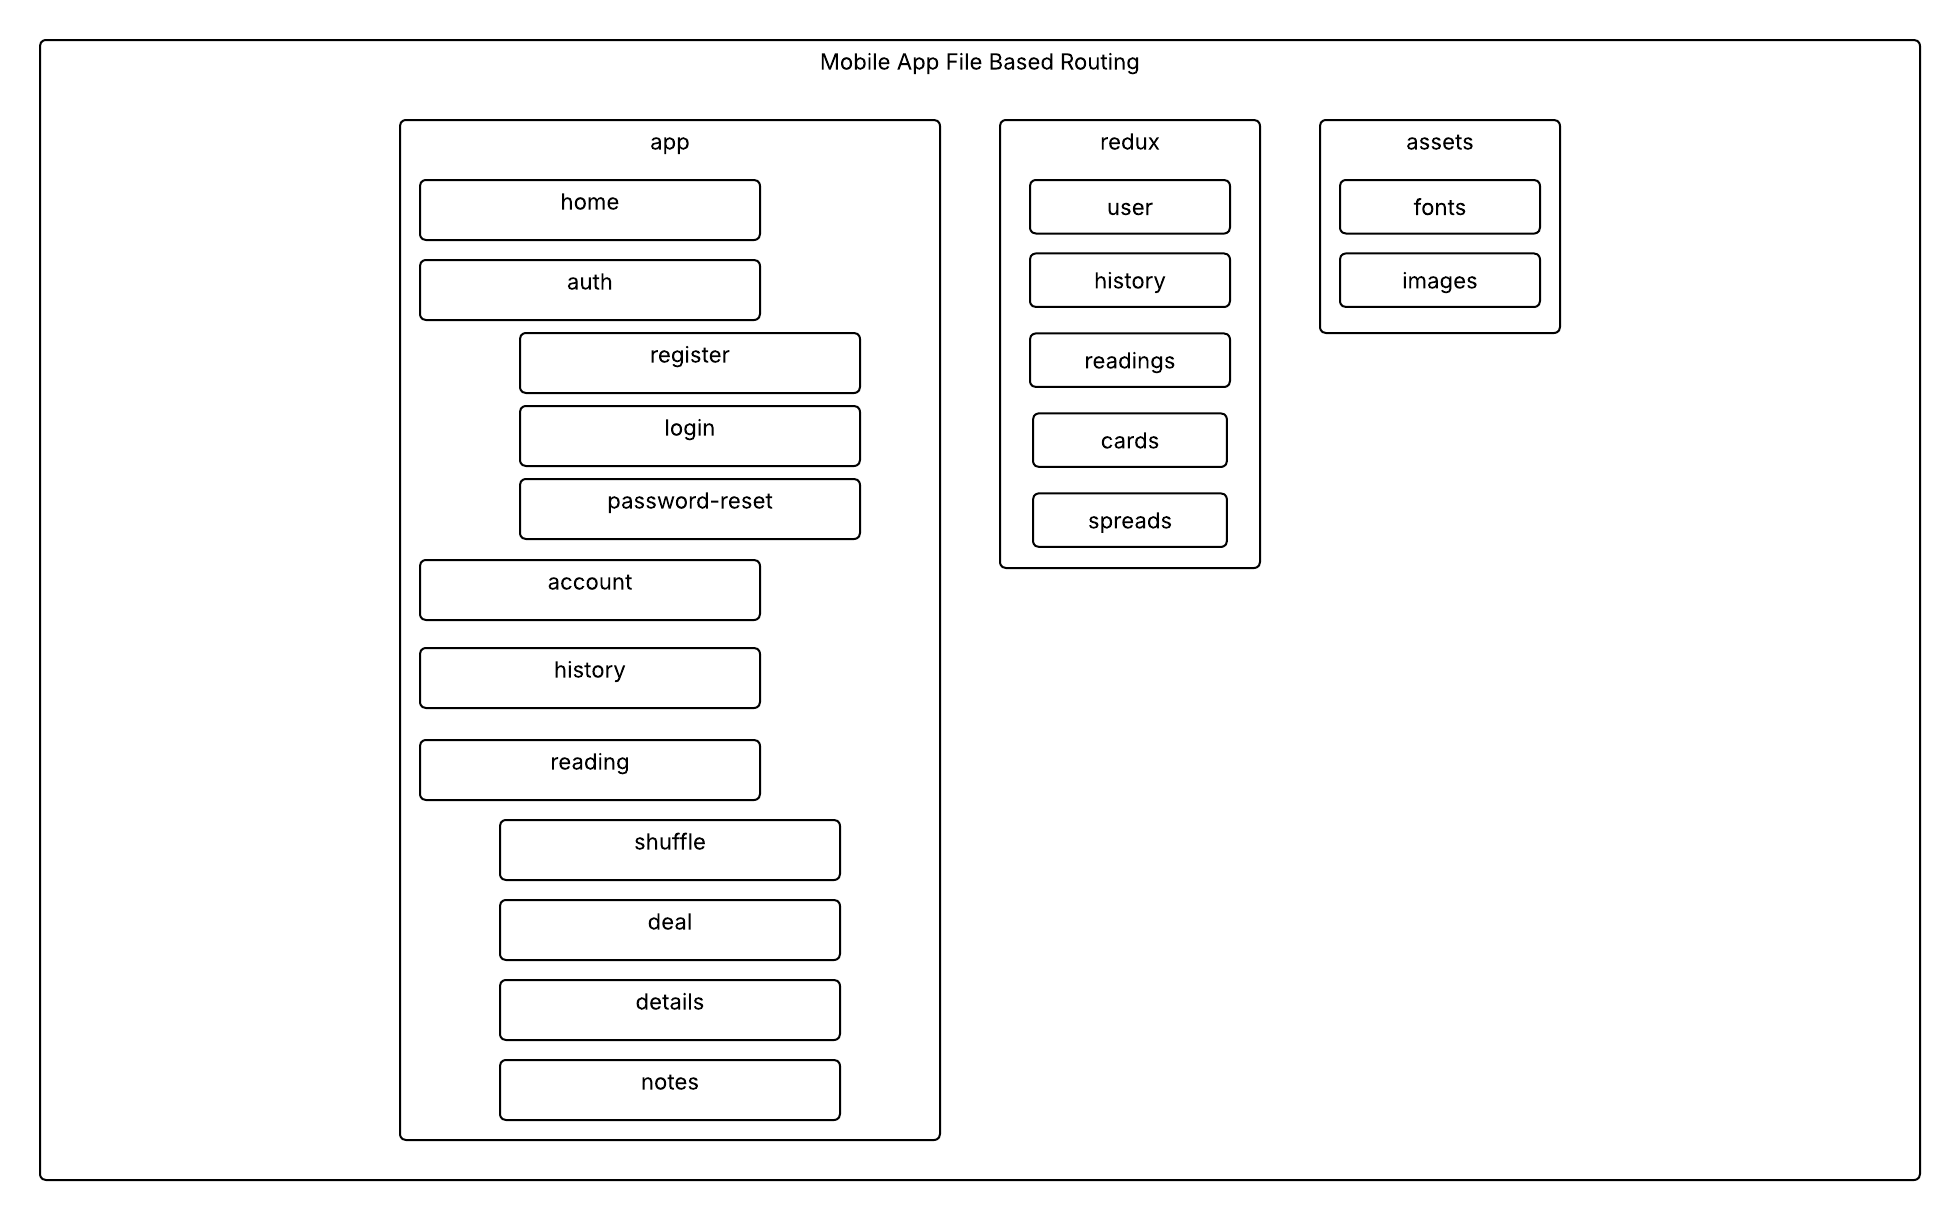 Mobile App File Based Routing
app
home
auth
register
login
password-reset
account
history
reading
shuffle
deal
details
notes
redux
user
history
readings
cards
spreads
assets
fonts
images